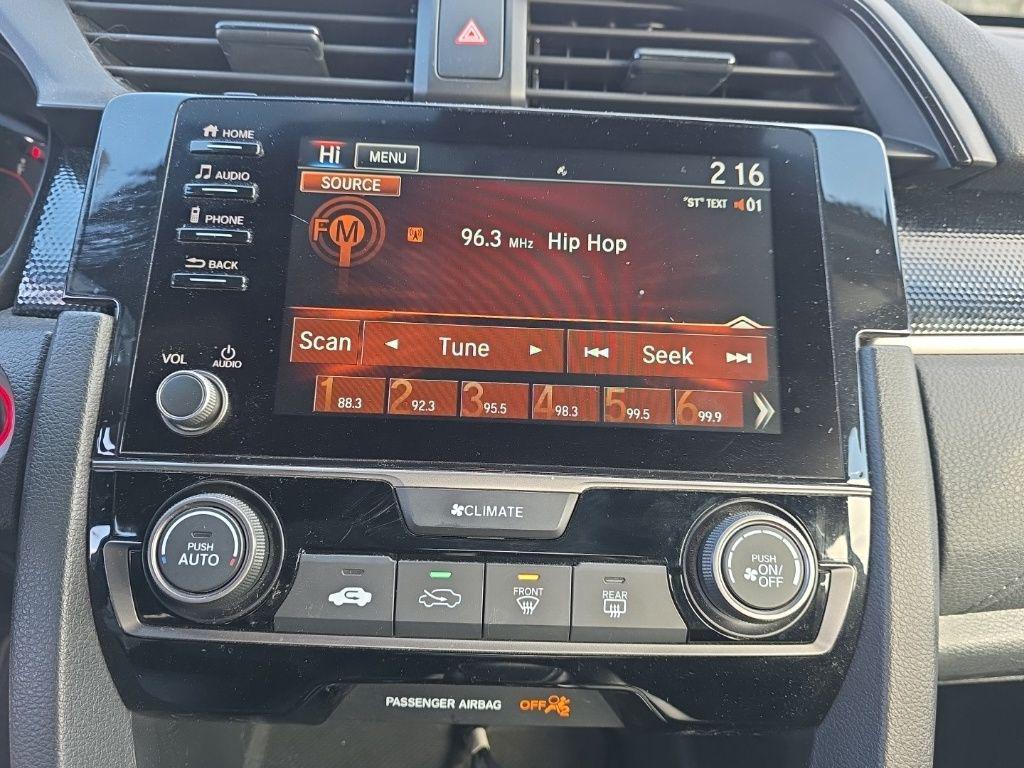 HOME
Hi MENU 2 16
SOURCE
AUDIO
"ST" TEXT 01
PHONE
FM
96.3 MHz Hip Hop
BACK
Scan Tune Seek
VOL AUDIO
1 88.3 2 92.3 3 95.5 4 98.3 5 99.5 6 99.9
CLIMATE
PUSH AUTO
PUSH ON/ OFF
FRONT
REAR
PASSENGER AIRBAG OFF